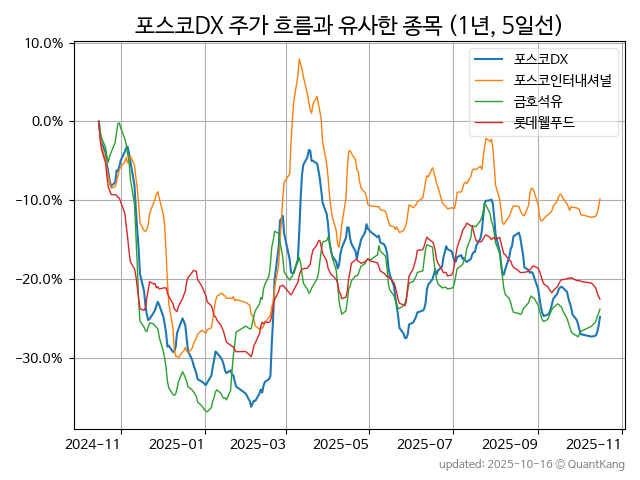 포스코DX 주가 흐름과 유사한 종목 (1년, 5일선)
10.0%
0.0%
-10.0%
-20.0%
-30.0%
포스코DX
포스코인터내셔널
금호석유
롯데웰푸드
2024-11
2025-01
2025-03
2025-05
2025-07
2025-09
2025-11
updated: 2025-10-16 © QuantKang